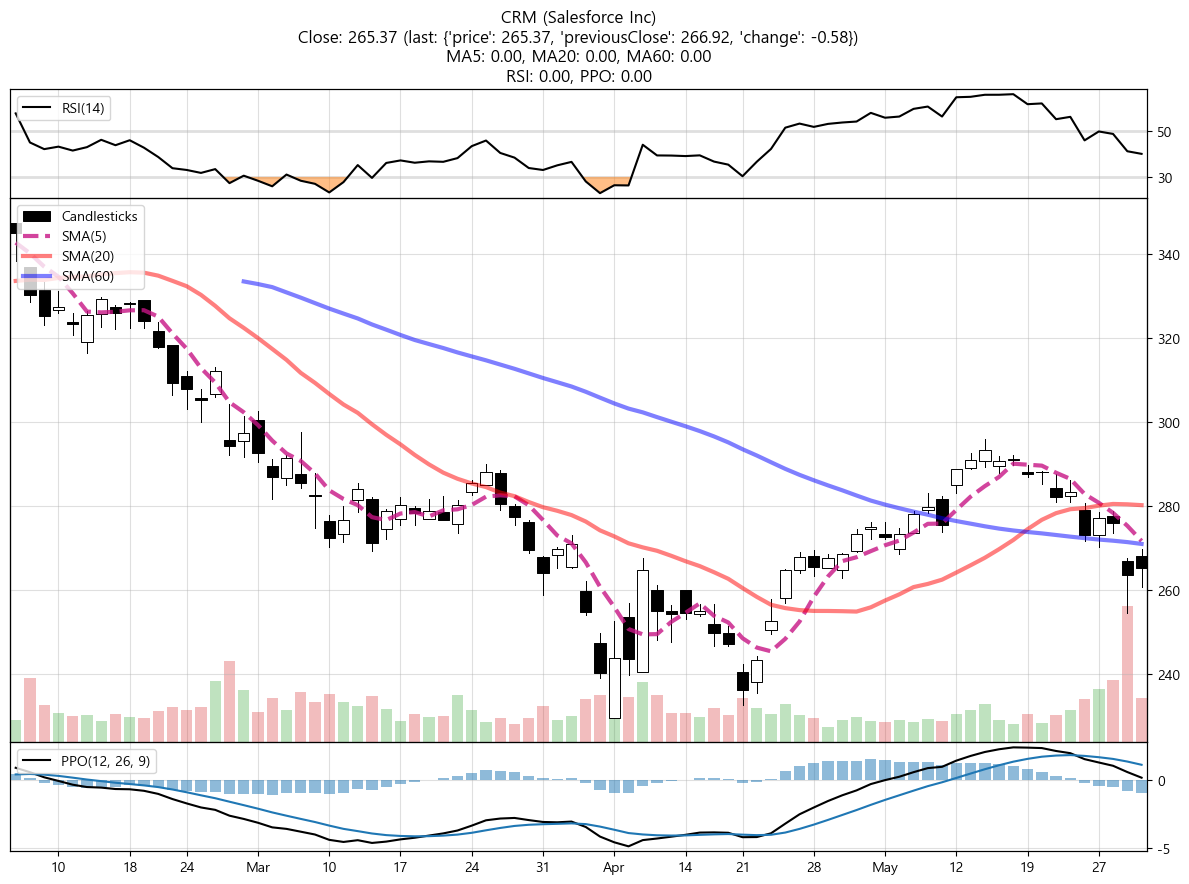 CRM (Salesforce Inc)
Close: 265.37 (last: {'price': 265.37, 'previousClose': 266.92, 'change': -0.58})
MA5: 0.00, MA20: 0.00, MA60: 0.00
RSI: 0.00, PPO: 0.00
RSI(14)
50
30
Candlesticks
SMA(5)
SMA(20)
SMA(60)
340
320
300
280
260
240
PPO(12, 26, 9)
0
-5
10 18 24 Mar 10 17 24 31 Apr 14 21 28 May 12 19 27